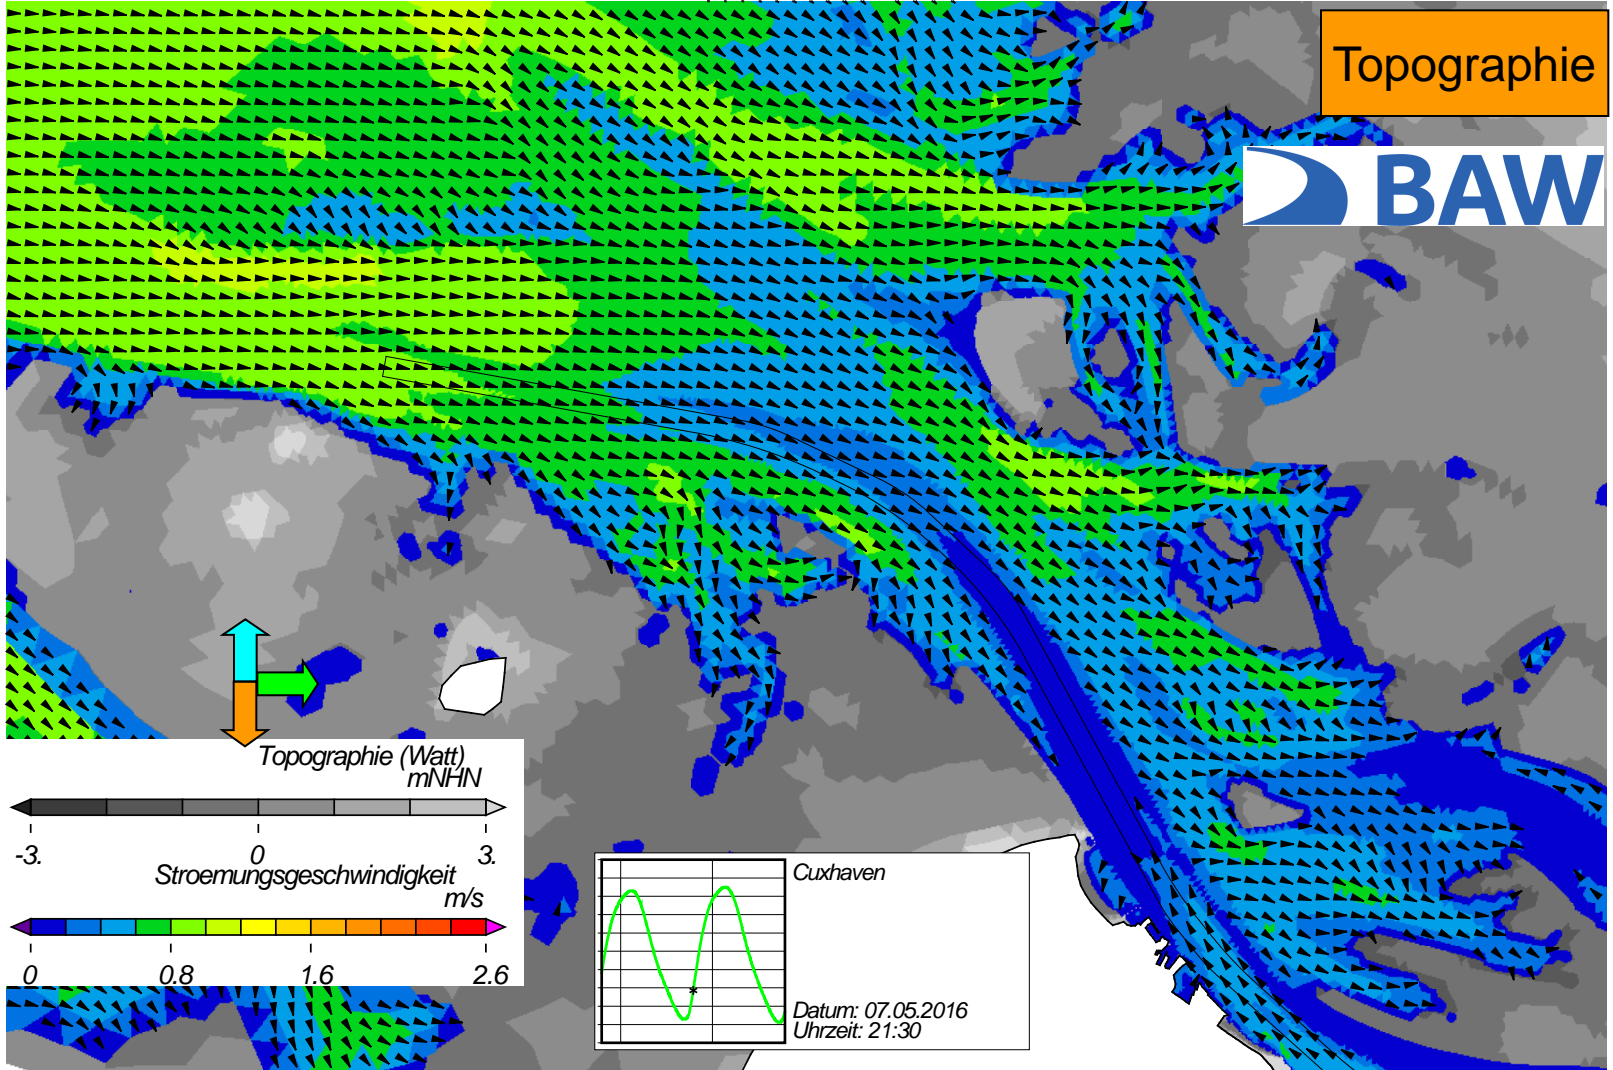 Topographie
BAW
Topographie (Watt)
mNHN
-3. 0 3.
Stroemungsgeschwindigkeit
m/s
0 0.8 1.6 2.6
Cuxhaven
*
Datum: 07.05.2016
Uhrzeit: 21:30